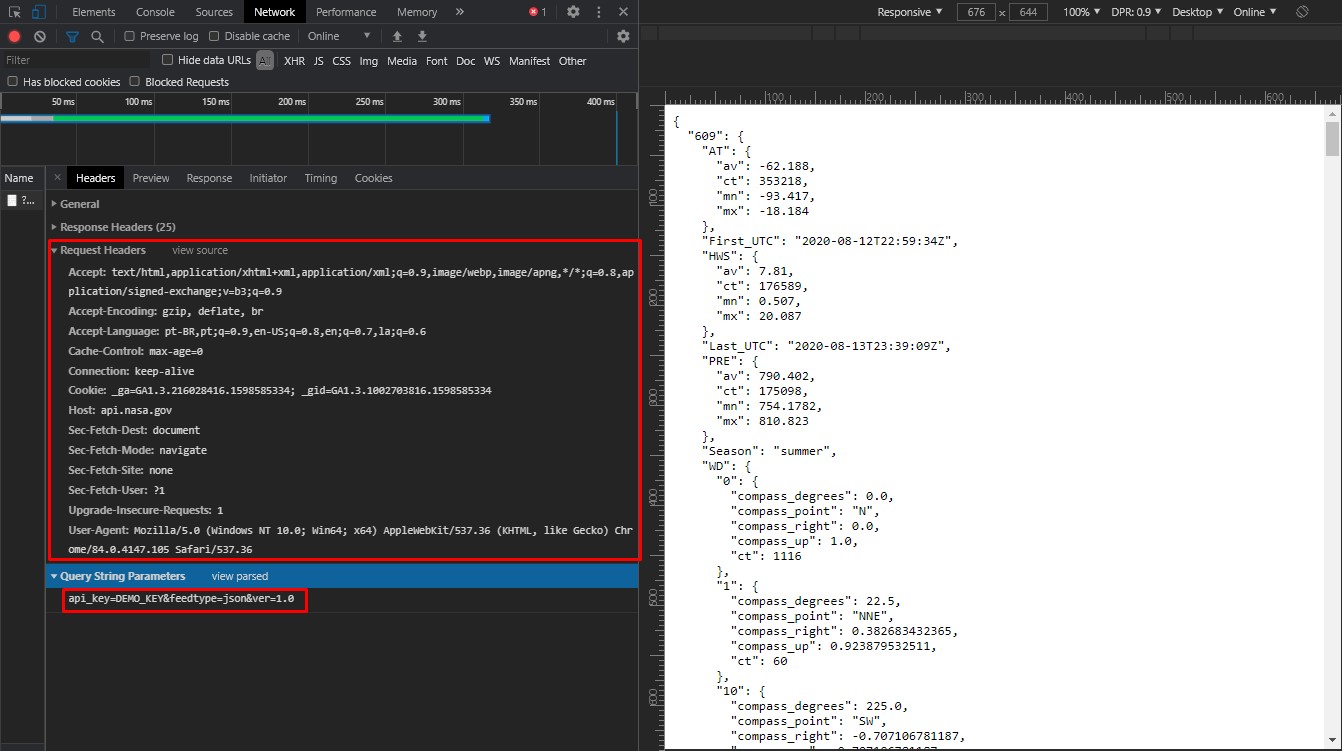 Elements Console Sources Network Performance Memory » 1
Responsive ▼ 676 x 644 100% ▼ DPR: 0.9 ▼ Desktop ▼ Online ▼
Preserve log Disable cache Online ▼
Filter Hide data URLs All XHR JS CSS Img Media Font Doc WS Manifest Other
Has blocked cookies Blocked Requests
50 ms 100 ms 150 ms 200 ms 250 ms 300 ms 350 ms 400 ms
Name × Headers Preview Response Initiator Timing Cookies
?...
General
Response Headers (25)
Request Headers view source
Accept: text/html,application/xhtml+xml,application/xml;q=0.9,image/webp,image/apng,*/*;q=0.8,ap
plication/signed-exchange;v=b3;q=0.9
Accept-Encoding: gzip, deflate, br
Accept-Language: pt-BR,pt;q=0.9,en-US;q=0.8,en;q=0.7,la;q=0.6
Cache-Control: max-age=0
Connection: keep-alive
Cookie: _ga=GA1.3.216028416.1598585334; _gid=GA1.3.1002703816.1598585334
Host: api.nasa.gov
Sec-Fetch-Dest: document
Sec-Fetch-Mode: navigate
Sec-Fetch-Site: none
Sec-Fetch-User: ?1
Upgrade-Insecure-Requests: 1
User-Agent: Mozilla/5.0 (Windows NT 10.0; Win64; x64) AppleWebKit/537.36 (KHTML, like Gecko) Chr
ome/84.0.4147.105 Safari/537.36
Query String Parameters view parsed
api_key=DEMO_KEY&feedtype=json&ver=1.0
100 200 300 400 500 600
100
200
300
400
500
600
{
"609": {
"AT": {
"av": -62.188,
"ct": 353218,
"mn": -93.417,
"mx": -18.184
},
"First_UTC": "2020-08-12T22:59:34Z",
"HWS": {
"av": 7.81,
"ct": 176589,
"mn": 0.507,
"mx": 20.087
},
"Last_UTC": "2020-08-13T23:39:09Z",
"PRE": {
"av": 790.402,
"ct": 175098,
"mn": 754.1782,
"mx": 810.823
},
"Season": "summer",
"WD": {
"0": {
"compass_degrees": 0.0,
"compass_point": "N",
"compass_right": 0.0,
"compass_up": 1.0,
"ct": 1116
},
"1": {
"compass_degrees": 22.5,
"compass_point": "NNE",
"compass_right": 0.382683432365,
"compass_up": 0.923879532511,
"ct": 60
},
"10": {
"compass_degrees": 225.0,
"compass_point": "SW",
"compass_right": -0.707106781187,